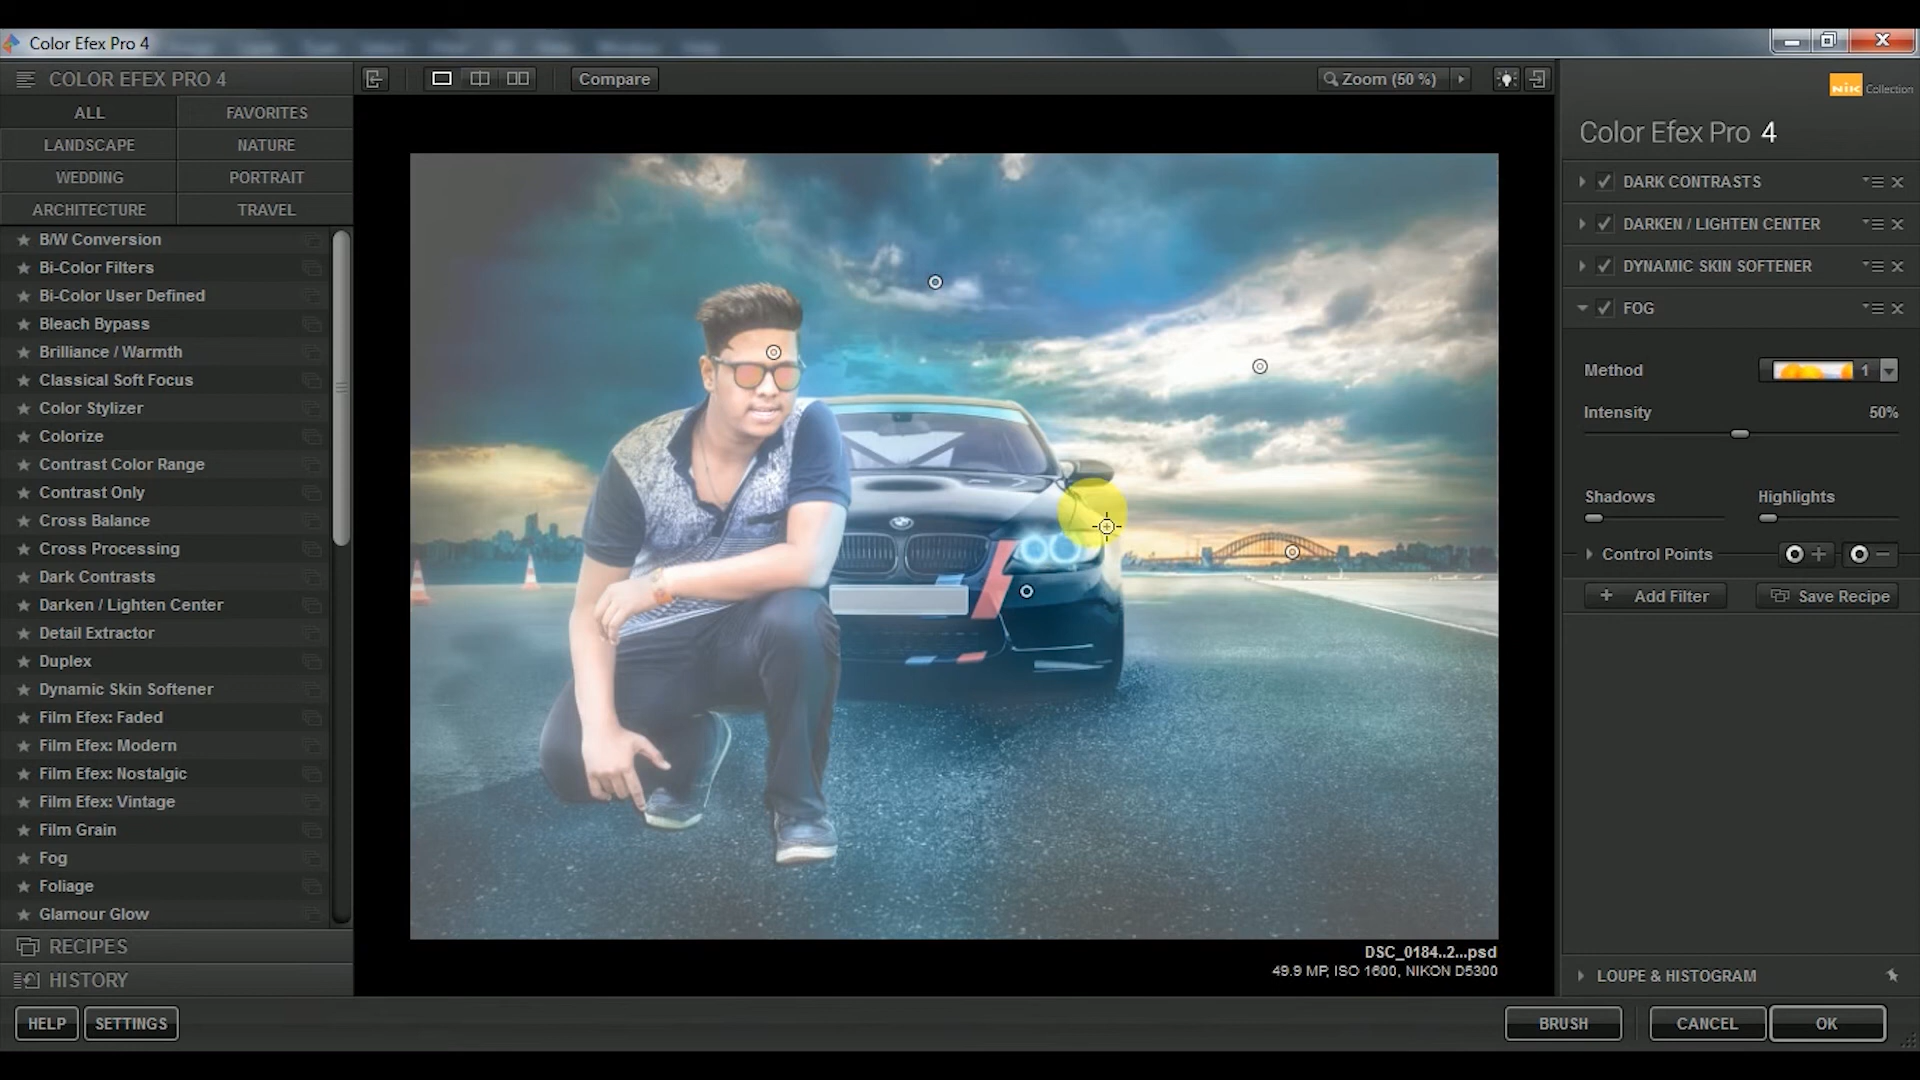 Color Efex Pro 4
COLOR EFEX PRO 4
Compare
Zoom (50 %)
Nik Collection
ALL
FAVORITES
LANDSCAPE
NATURE
WEDDING
PORTRAIT
ARCHITECTURE
TRAVEL
B/W Conversion
Bi-Color Filters
Bi-Color User Defined
Bleach Bypass
Brilliance / Warmth
Classical Soft Focus
Color Stylizer
Colorize
Contrast Color Range
Contrast Only
Cross Balance
Cross Processing
Dark Contrasts
Darken / Lighten Center
Detail Extractor
Duplex
Dynamic Skin Softener
Film Efex: Faded
Film Efex: Modern
Film Efex: Nostalgic
Film Efex: Vintage
Film Grain
Fog
Foliage
Glamour Glow
RECIPES
HISTORY
HELP
SETTINGS
DSC_0184..2...psd
49.9 MP, ISO 1600, NIKON D5300
Color Efex Pro 4
DARK CONTRASTS
DARKEN / LIGHTEN CENTER
DYNAMIC SKIN SOFTENER
FOG
Method
1
Intensity
50%
Shadows
Highlights
Control Points
+ Add Filter
Save Recipe
LOUPE & HISTOGRAM
BRUSH
CANCEL
OK